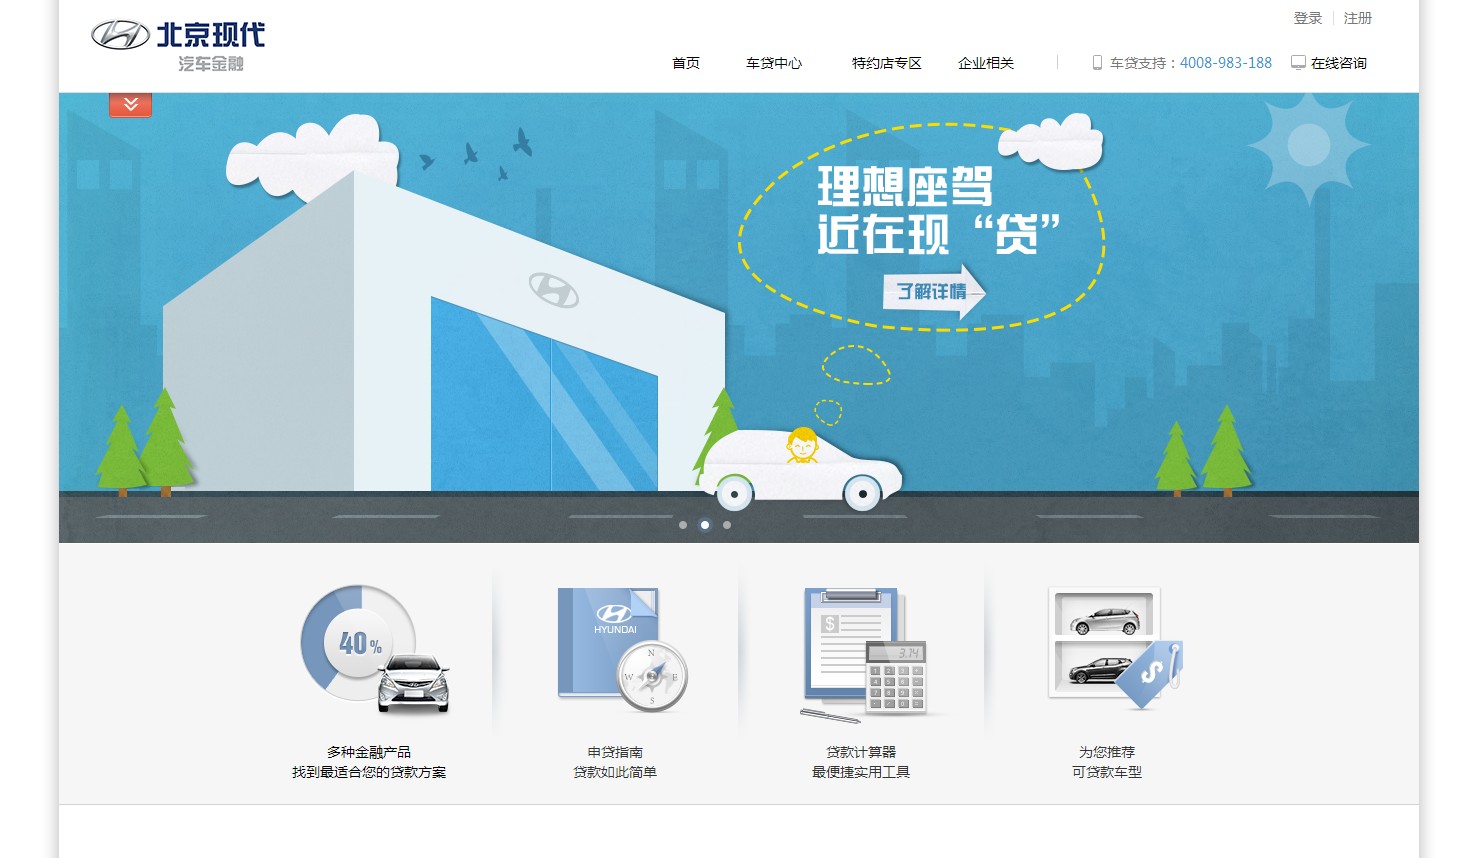 登录 注册
北京现代
汽车金融
首页 车贷中心 特约店专区 企业相关 车贷支持：4008-983-188 在线咨询
理想座驾
近在现“贷”
了解详情
40%
HYUNDAI
N
W E
S
$
3.14
$
多种金融产品
找到最适合您的贷款方案
申贷指南
贷款如此简单
贷款计算器
最便捷实用工具
为您推荐
可贷款车型